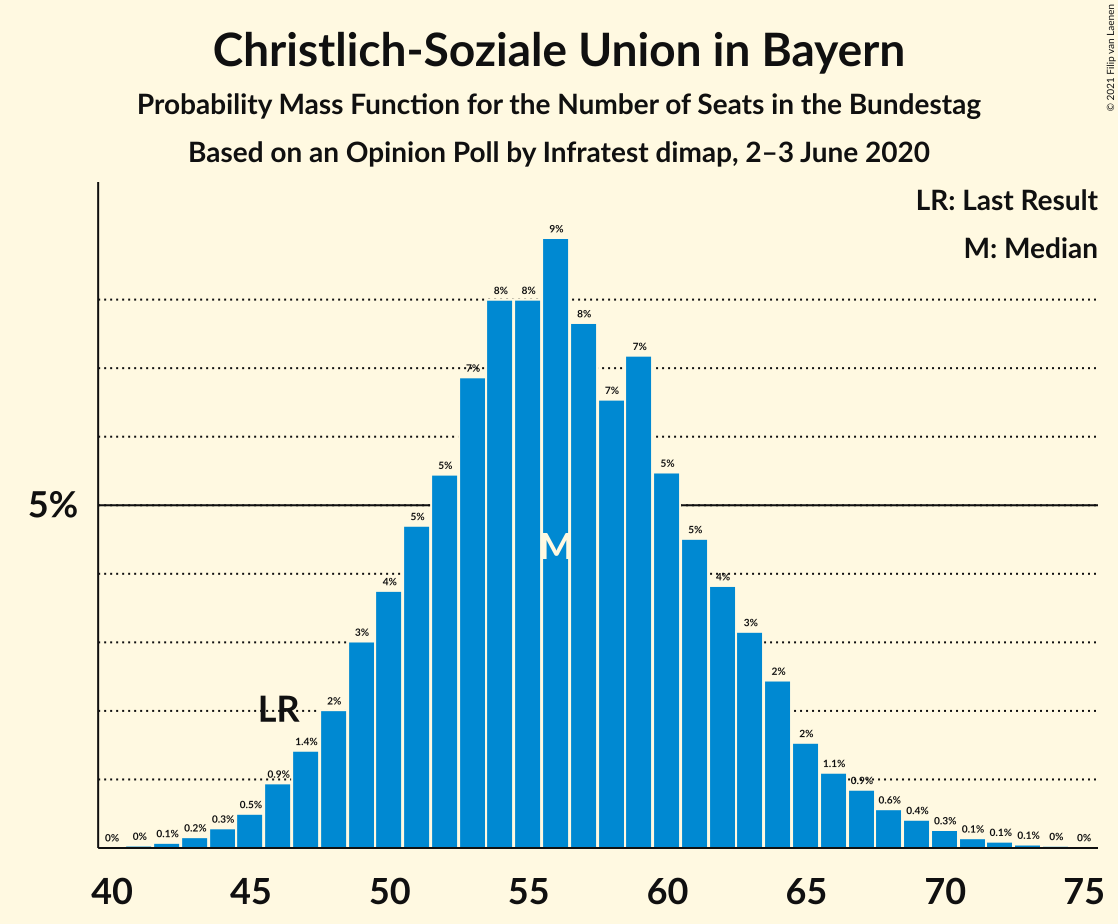 Christlich-Soziale Union in Bayern
Probability Mass Function for the Number of Seats in the Bundestag
Based on an Opinion Poll by Infratest dimap, 2–3 June 2020
© 2021 Filip van Laenen
LR: Last Result
M: Median
9%
8% 8%
8%
7%
7%
7%
5% 5%
5%
5% 5%
M
4% 4%
3% 3%
2%
LR 2%
1.4% 2%
0.9% 1.1% 0.9%
0% 0% 0.1% 0.2% 0.3% 0.5% 0.6% 0.4% 0.3% 0.1% 0.1% 0.1% 0% 0%
40 45 50 55 60 65 70 75